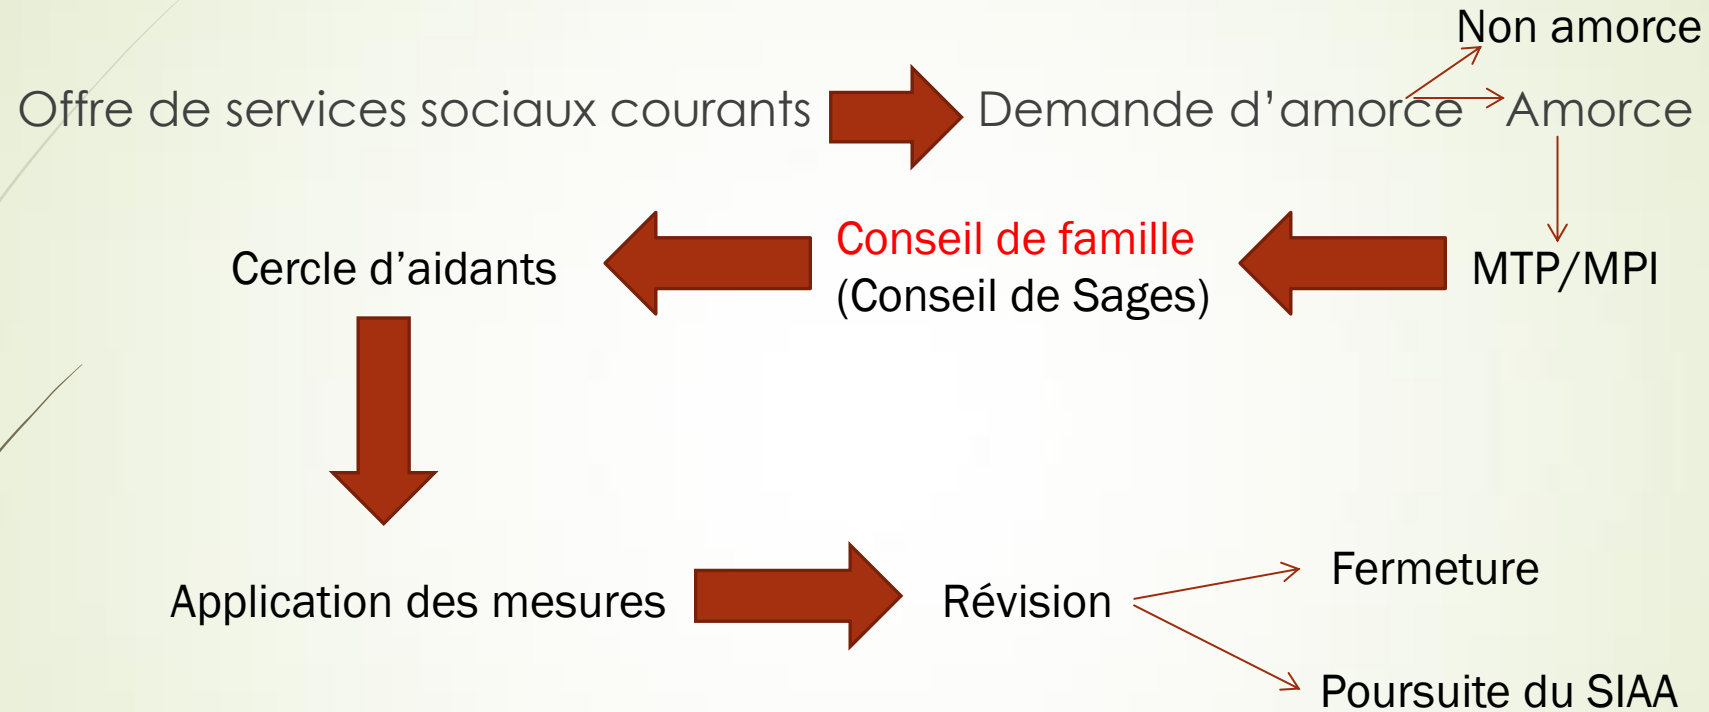 Non amorce
Offre de services sociaux courants
Demande d’amorce
Amorce
Cercle d’aidants
Conseil de famille
(Conseil de Sages)
MTP/MPI
Application des mesures
Révision
Fermeture
Poursuite du SIAA